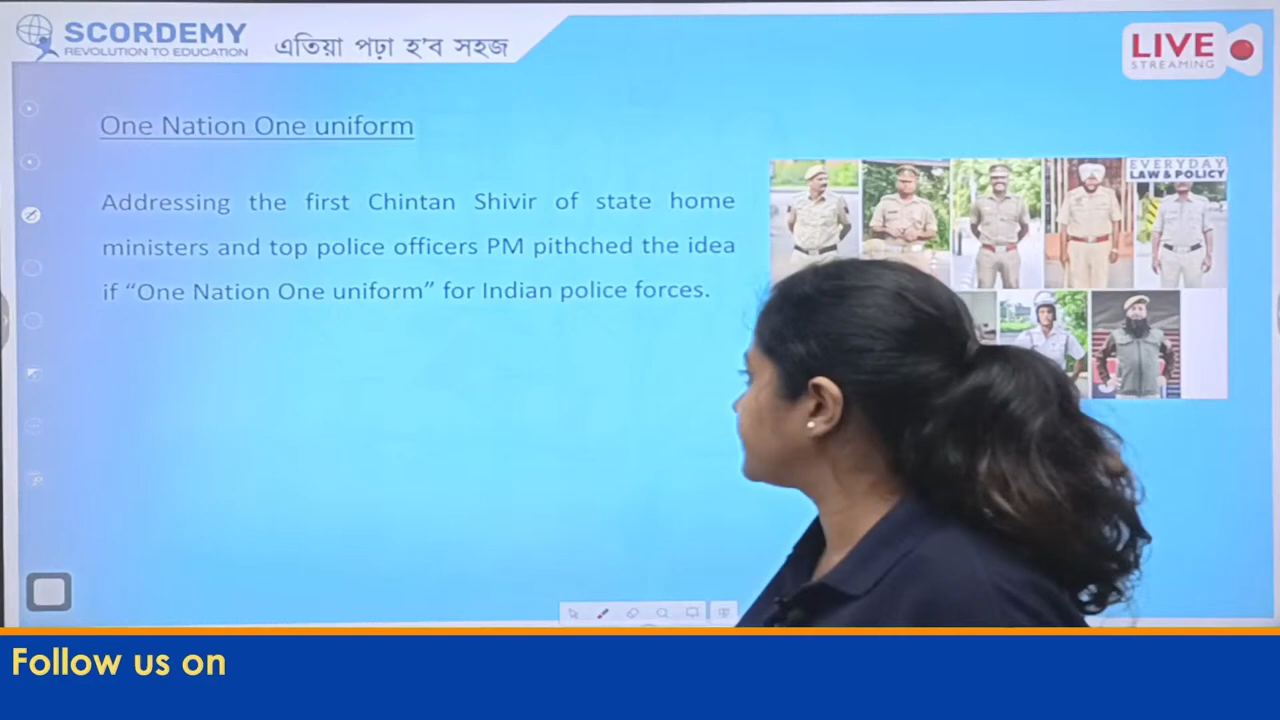 SCORDEMY
REVOLUTION TO EDUCATION
এতিয়া পঢ়া হ'ব সহজ
LIVE
STREAMING
One Nation One uniform
Addressing the first Chintan Shivir of state home
ministers and top police officers PM pithched the idea
if “One Nation One uniform” for Indian police forces.
EVERYDAY
LAW & POLICY
Follow us on